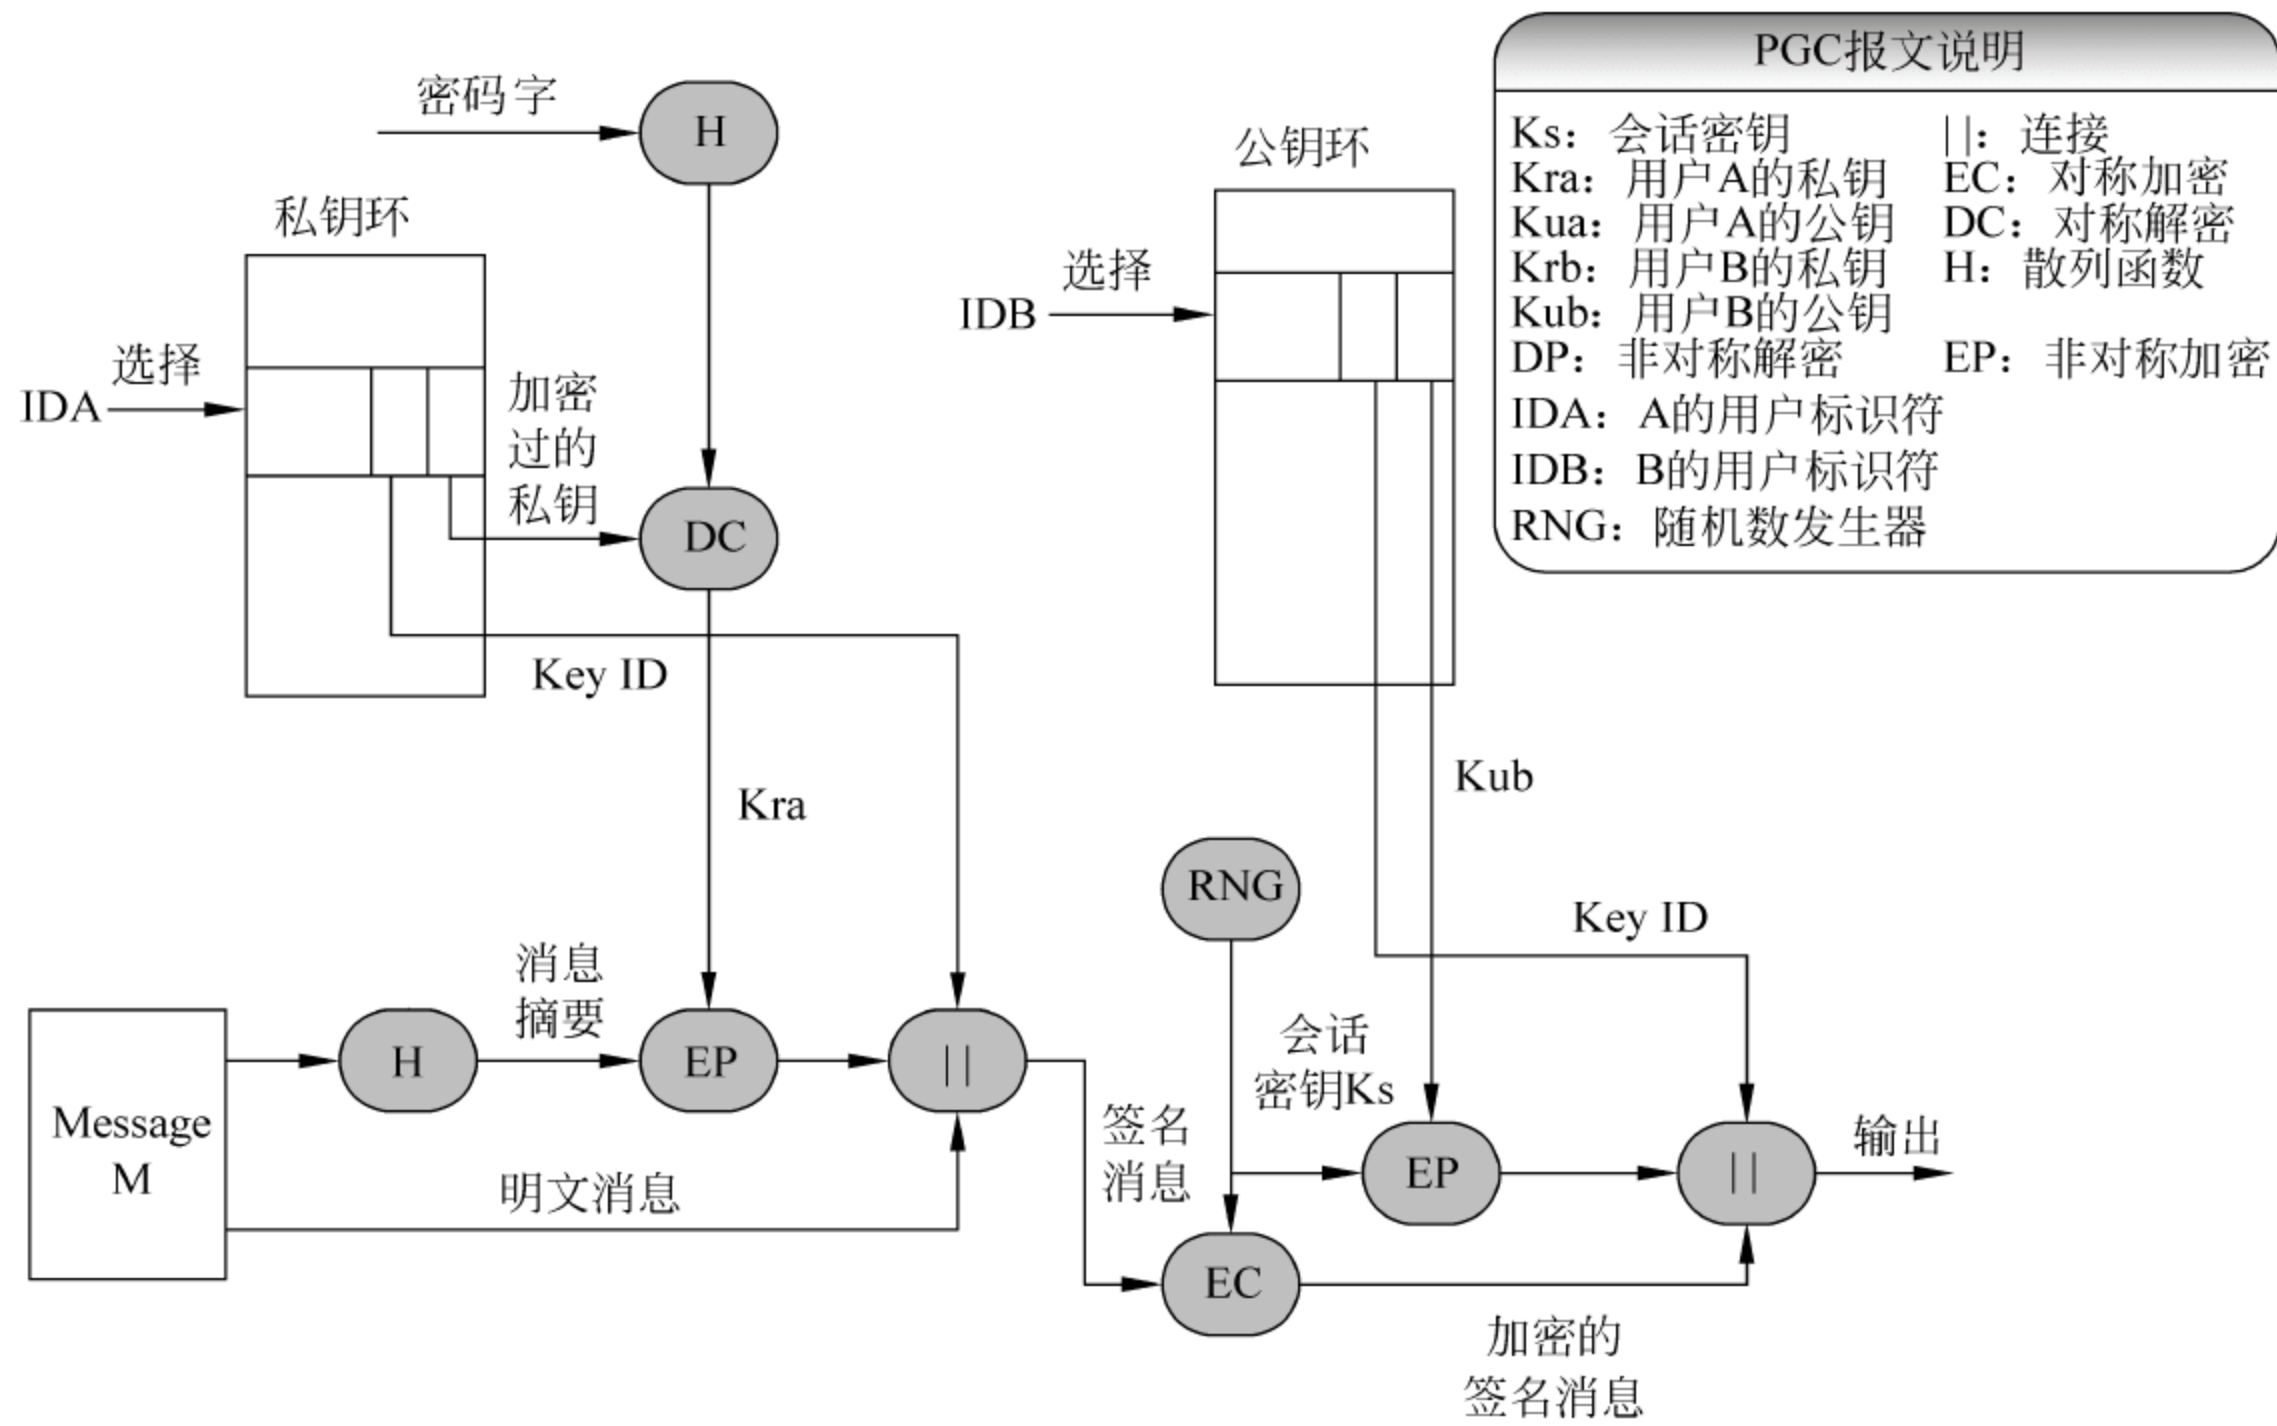 PGC报文说明
Ks：会话密钥
||：连接
Kra：用户A的私钥
EC：对称加密
Kua：用户A的公钥
DC：对称解密
Krb：用户B的私钥
H：散列函数
Kub：用户B的公钥
DP：非对称解密
EP：非对称加密
IDA：A的用户标识符
IDB：B的用户标识符
RNG：随机数发生器
密码字
H
私钥环
IDA
选择
加密
过的
私钥
DC
Key ID
Kra
公钥环
IDB
选择
Kub
RNG
Key ID
Message
M
H
消息
摘要
EP
||
明文消息
签名
消息
会话
密钥Ks
EP
||
输出
EC
加密的
签名消息